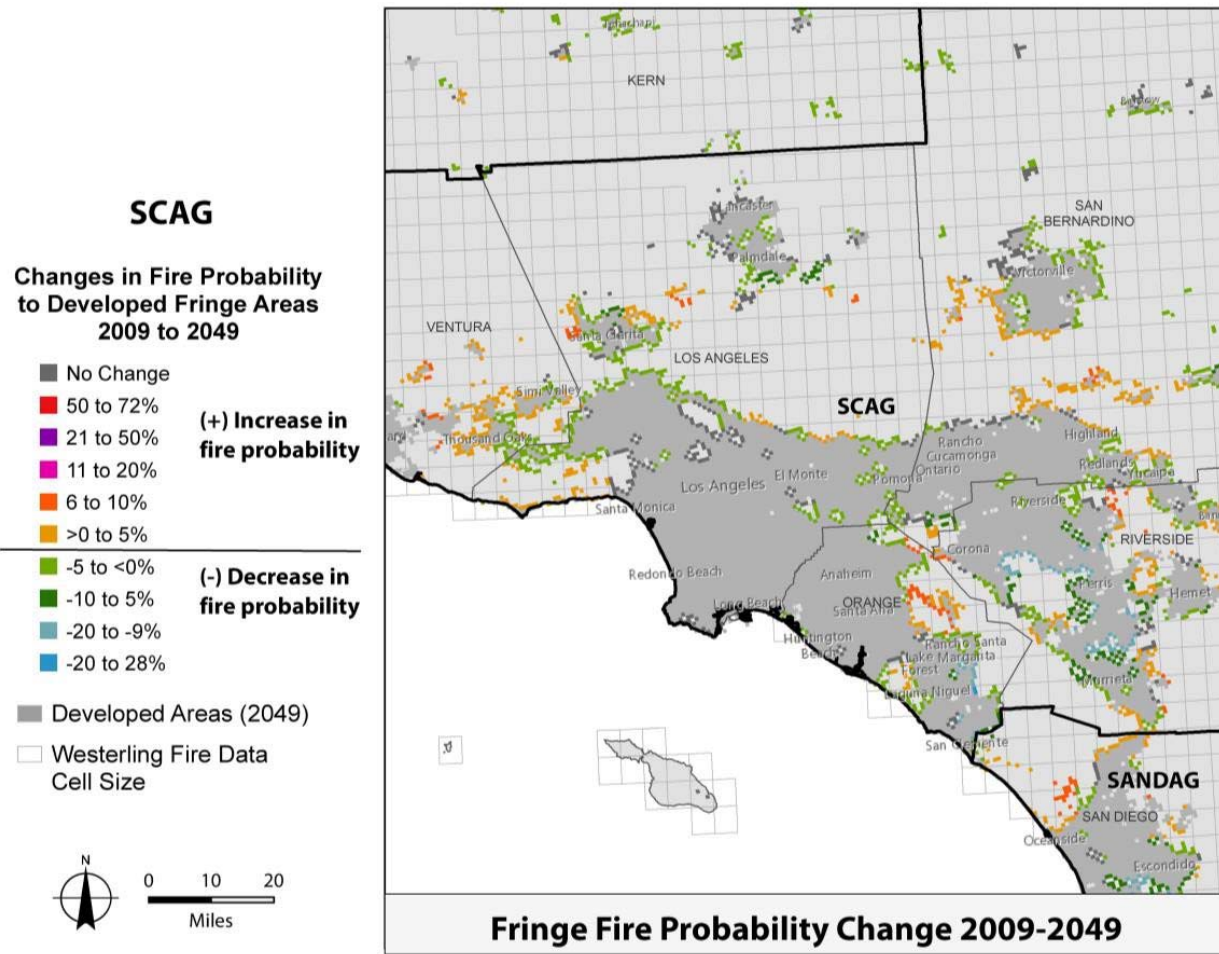 SCAG
Changes in Fire Probability
to Developed Fringe Areas
2009 to 2049
No Change
50 to 72%
21 to 50%
11 to 20%
6 to 10%
>0 to 5%
(+) Increase in
fire probability
-5 to <0%
-10 to 5%
-20 to -9%
-20 to 28%
(-) Decrease in
fire probability
Developed Areas (2049)
Westerling Fire Data
Cell Size
N
0 10 20
Miles
Tehachapi
KERN
Barstow
Lancaster
SAN
BERNARDINO
Palmdale
Victorville
VENTURA
Santa Clarita
LOS ANGELES
Simi Valley
SCAG
Thousand Oaks
Highland
Rancho
Cucamonga
Ontario
Redlands
Yucaipa
El Monte
Pomona
Los Angeles
Riverside
Santa Monica
RIVERSIDE
Corona
Redondo Beach
Anaheim
Perris
Hemet
Long Beach
ORANGE
Santa Ana
Huntington
Beach
Rancho Santa
Margarita
Lake
Forest
Laguna Niguel
Murrieta
San Clemente
SANDAG
SAN DIEGO
Oceanside
Escondido
Fringe Fire Probability Change 2009-2049